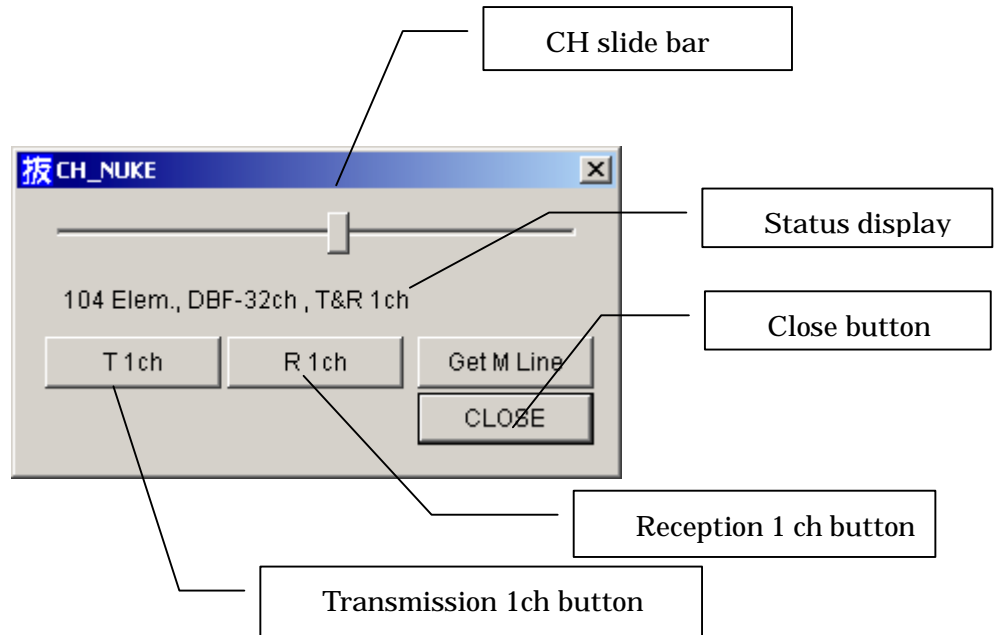 CH slide bar
抜 CH_NUKE
Status display
104 Elem., DBF-32ch , T&R 1ch
Close button
T 1ch
R 1ch
Get M Line
CLOSE
Reception 1 ch button
Transmission 1ch button